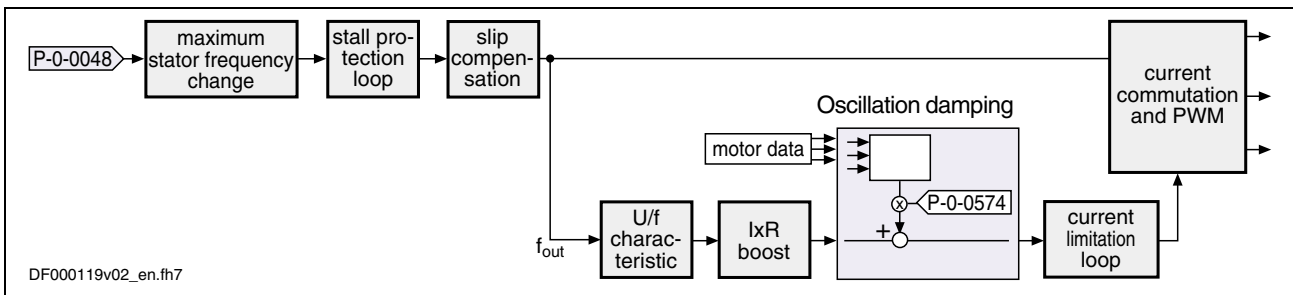 P-0-0048
maximum
stator frequency
change
stall pro-
tection
loop
slip
compen-
sation
current
commutation
and PWM
Oscillation damping
motor data
x
P-0-0574
+
f_out
U/f
charac-
teristic
IxR
boost
current
limitation
loop
DF000119v02_en.fh7